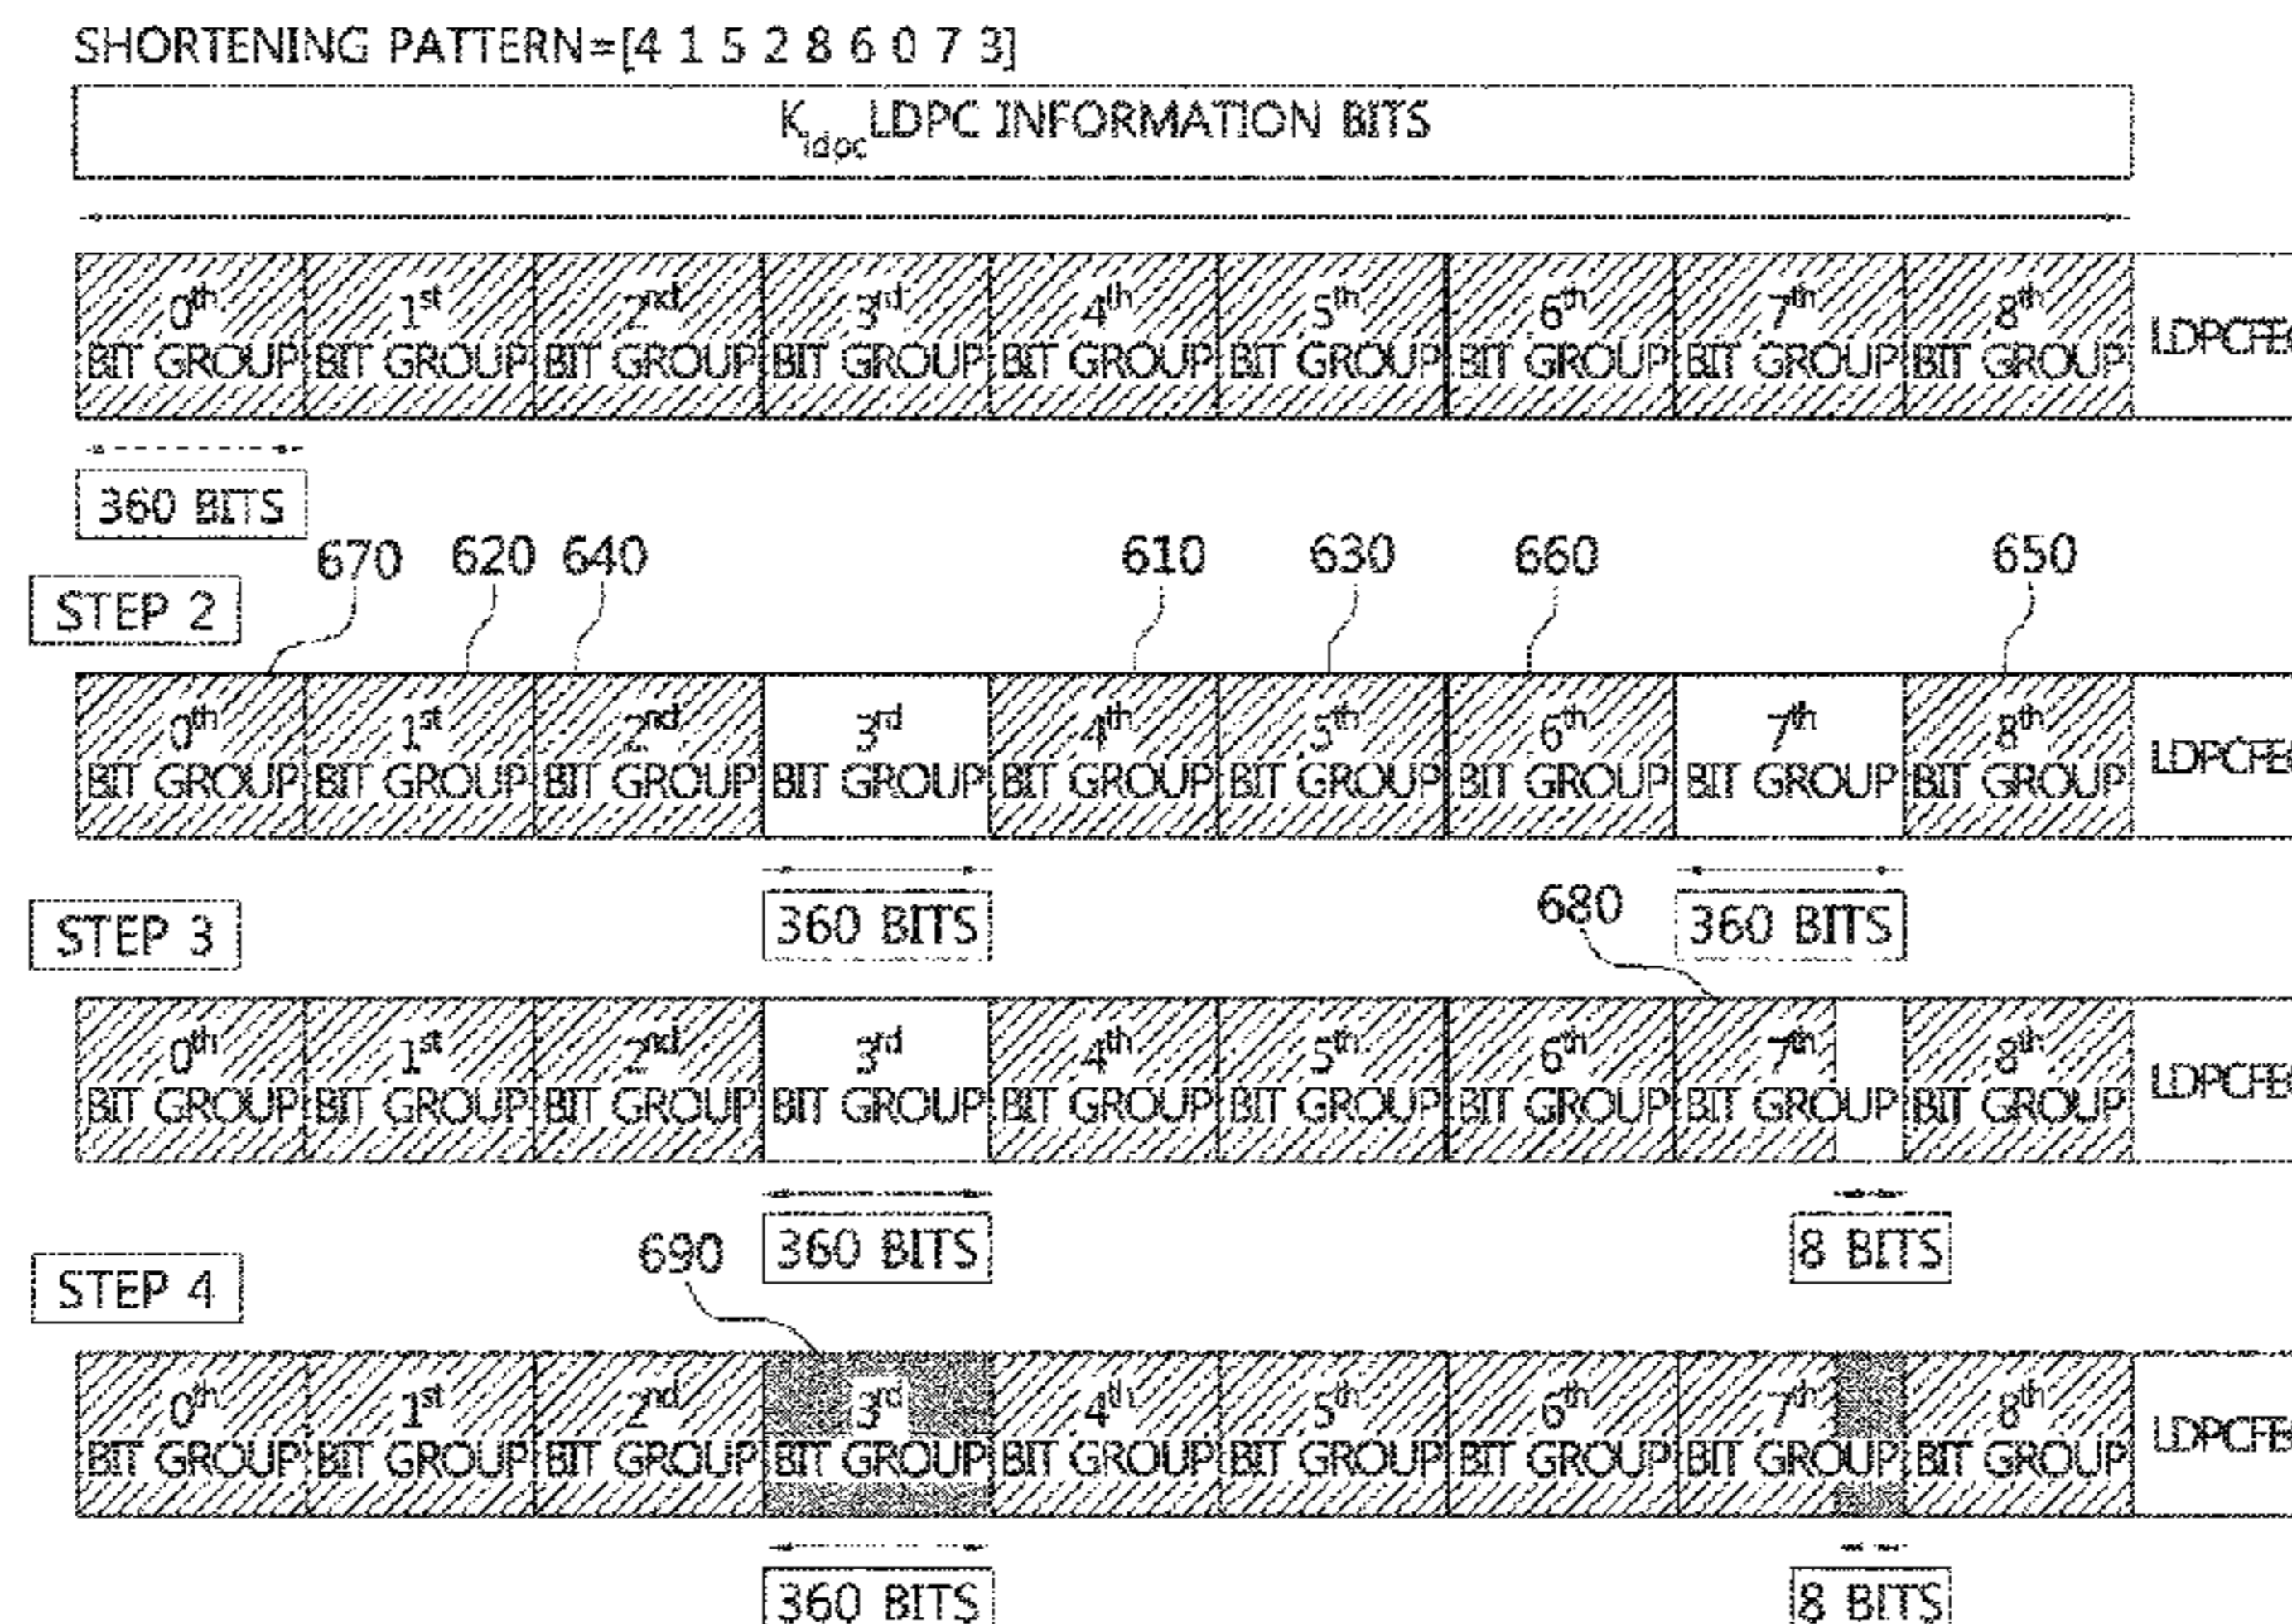 SHORTENING PATTERN=[4 1 5 2 8 6 0 7 3]
Kldpc LDPC INFORMATION BITS
0th BIT GROUP 1st BIT GROUP 2nd BIT GROUP 3rd BIT GROUP 4th BIT GROUP 5th BIT GROUP 6th BIT GROUP 7th BIT GROUP 8th BIT GROUP
360 BITS
670 620 640 610 630 660 650
STEP 2
0th BIT GROUP 1st BIT GROUP 2nd BIT GROUP 3rd BIT GROUP 4th BIT GROUP 5th BIT GROUP 6th BIT GROUP 7th BIT GROUP 8th BIT GROUP
360 BITS 680 360 BITS
STEP 3
0th BIT GROUP 1st BIT GROUP 2nd BIT GROUP 3rd BIT GROUP 4th BIT GROUP 5th BIT GROUP 6th BIT GROUP 7th BIT GROUP 8th BIT GROUP
690 360 BITS 8 BITS
STEP 4
0th BIT GROUP 1st BIT GROUP 2nd BIT GROUP 3rd BIT GROUP 4th BIT GROUP 5th BIT GROUP 6th BIT GROUP 7th BIT GROUP 8th BIT GROUP
360 BITS 8 BITS